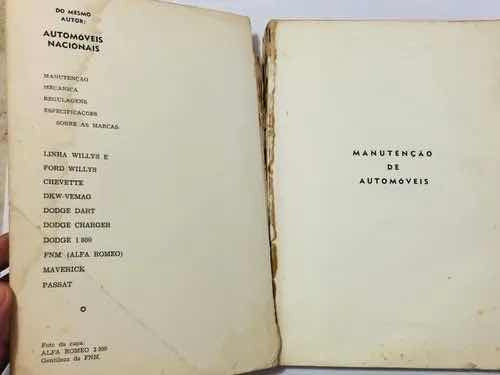 DO MESMO
AUTOR:
AUTOMÓVEIS
NACIONAIS
MANUTENÇÃO
MECÂNICA
REGULAGENS
ESPECIFICAÇÕES
SOBRE AS MARCAS:
LINHA WILLYS E
FORD WILLYS
CHEVETTE
DKW-VEMAG
DODGE DART
DODGE CHARGER
DODGE 1 800
FNM (ALFA ROMEO)
MAVERICK
PASSAT
Foto da capa:
ALFA ROMEO 2 300
Gentileza da FNM.
MANUTENÇÃO
DE
AUTOMÓVEIS